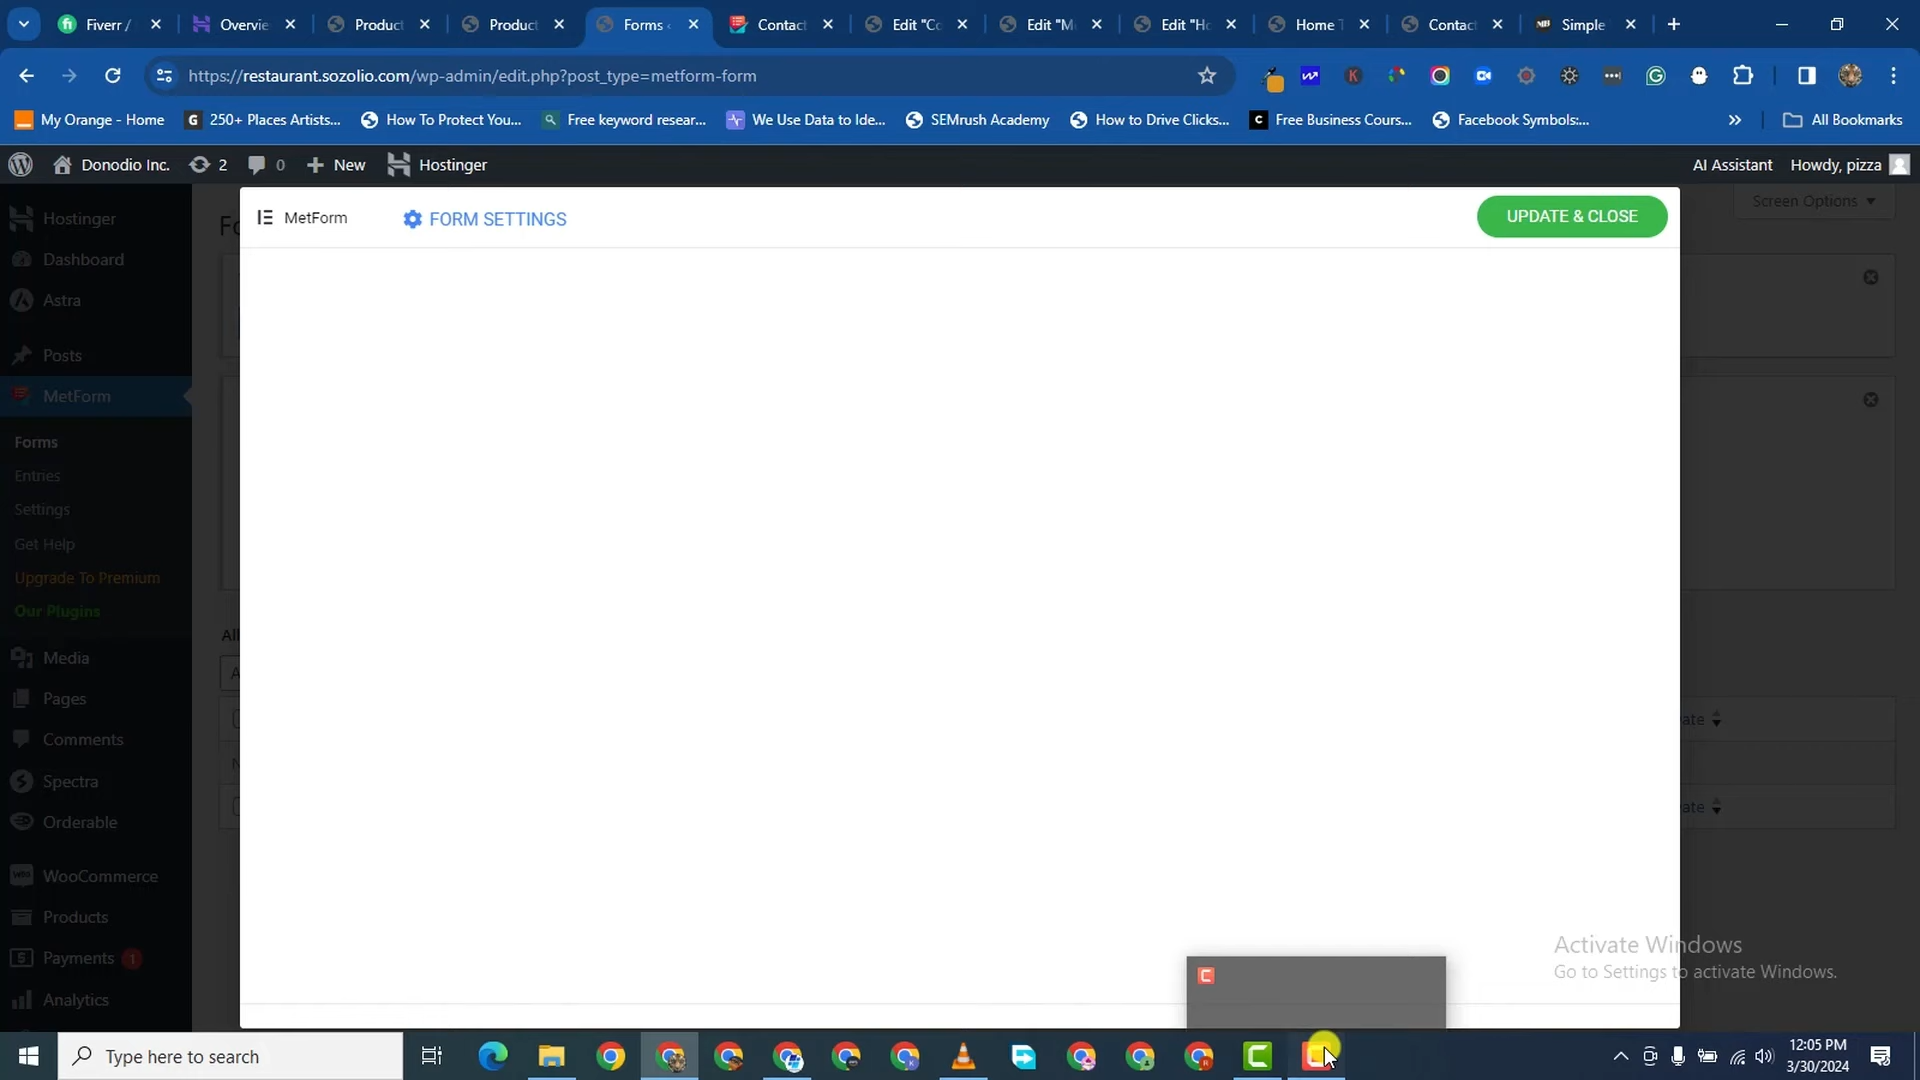 Fiverr /
Overvie
Product
Product
Forms ‹
Contact
Edit "Co
Edit "M
Edit "Ho
Home T
Contact
Simple
https://restaurant.sozolio.com/wp-admin/edit.php?post_type=metform-form
My Orange - Home
250+ Places Artists...
How To Protect You...
Free keyword resear...
We Use Data to Ide...
SEMrush Academy
How to Drive Clicks...
Free Business Cours...
Facebook Symbols:...
»
All Bookmarks
Donodio Inc.
2
0
New
Hostinger
AI Assistant
Howdy, pizza
Hostinger
Dashboard
Astra
Posts
MetForm
Forms
Entries
Settings
Get Help
Upgrade To Premium
Our Plugins
Media
Pages
Comments
Spectra
Orderable
WooCommerce
Products
Payments 1
Analytics
Fo
Screen Options
MetForm
FORM SETTINGS
UPDATE & CLOSE
All
A
N
ate
ate
Activate Windows
Go to Settings to activate Windows.
Type here to search
12:05 PM
3/30/2024